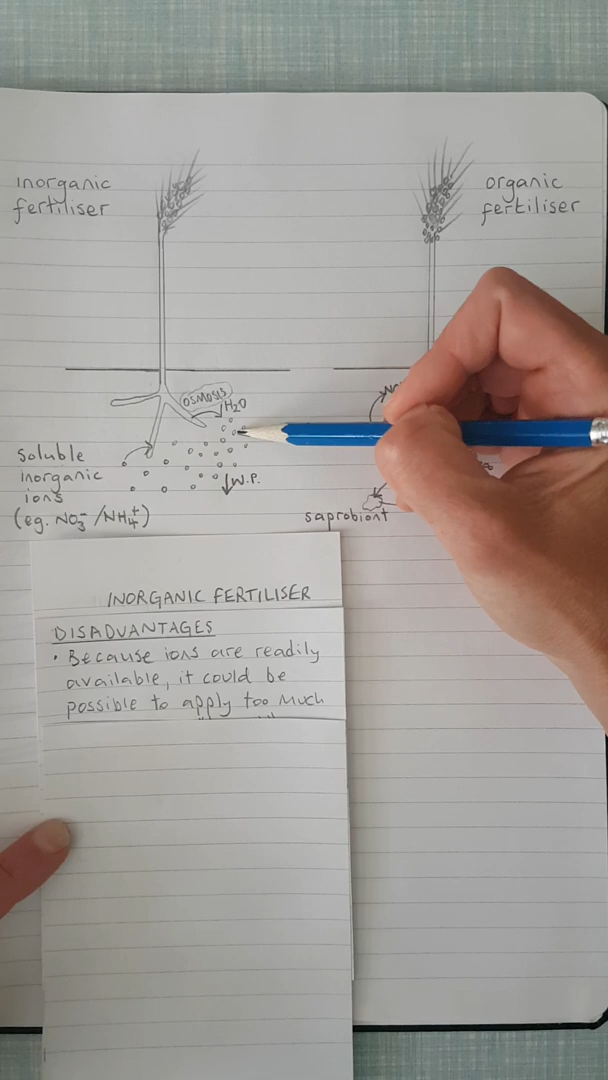 inorganic
fertiliser
organic
fertiliser
OSMOSIS
H₂O
soluble
inorganic
ions
(eg. NO₃⁻/NH₄⁺)
↓W.P.
saprobiont
INORGANIC FERTILISER
DISADVANTAGES
• Because ions are readily
available, it could be
possible to apply too much